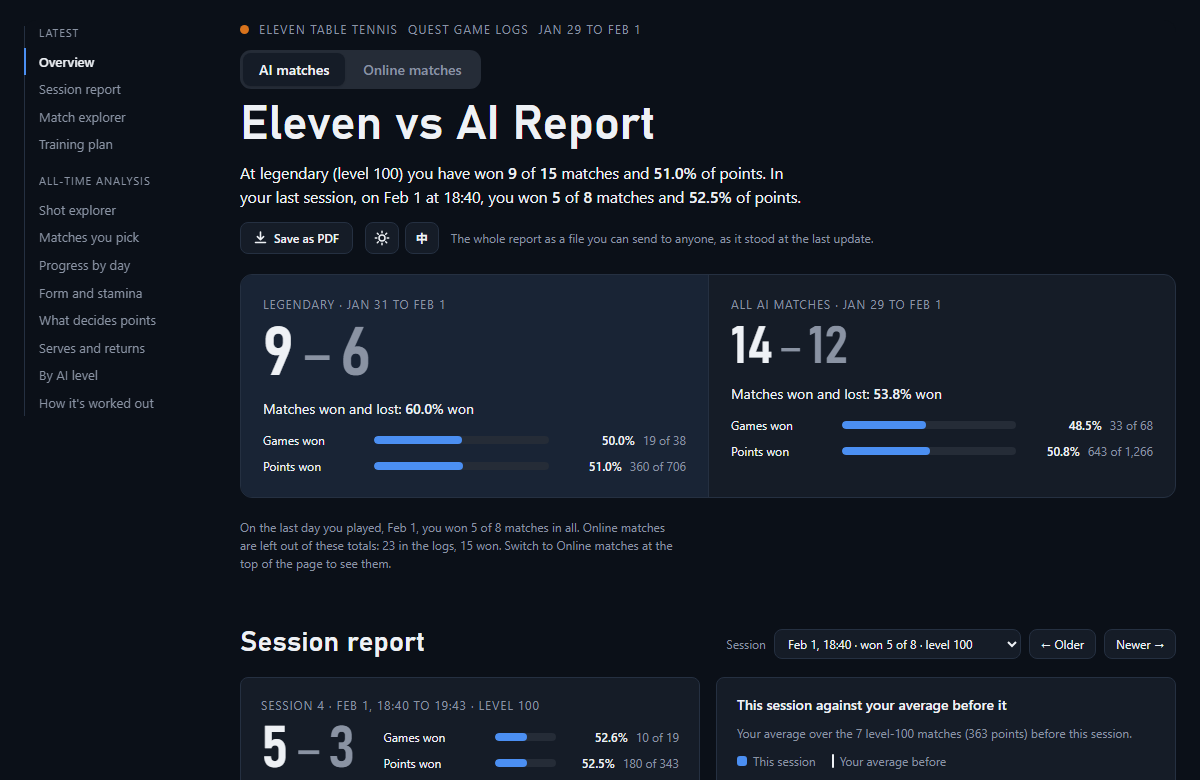 LATEST
Overview
Session report
Match explorer
Training plan
ALL-TIME ANALYSIS
Shot explorer
Matches you pick
Progress by day
Form and stamina
What decides points
Serves and returns
By AI level
How it's worked out
ELEVEN TABLE TENNIS QUEST GAME LOGS JAN 29 TO FEB 1
AI matches Online matches
Eleven vs AI Report
At legendary (level 100) you have won 9 of 15 matches and 51.0% of points. In
your last session, on Feb 1 at 18:40, you won 5 of 8 matches and 52.5% of points.
Save as PDF 中 The whole report as a file you can send to anyone, as it stood at the last update.
LEGENDARY · JAN 31 TO FEB 1
9 – 6
Matches won and lost: 60.0% won
Games won 50.0% 19 of 38
Points won 51.0% 360 of 706
ALL AI MATCHES · JAN 29 TO FEB 1
14 – 12
Matches won and lost: 53.8% won
Games won 48.5% 33 of 68
Points won 50.8% 643 of 1,266
On the last day you played, Feb 1, you won 5 of 8 matches in all. Online matches
are left out of these totals: 23 in the logs, 15 won. Switch to Online matches at the
top of the page to see them.
Session report
Session Feb 1, 18:40 · won 5 of 8 · level 100 ← Older Newer →
SESSION 4 · FEB 1, 18:40 TO 19:43 · LEVEL 100
5 – 3
Games won 52.6% 10 of 19
Points won 52.5% 180 of 343
This session against your average before it
Your average over the 7 level-100 matches (363 points) before this session.
This session Your average before